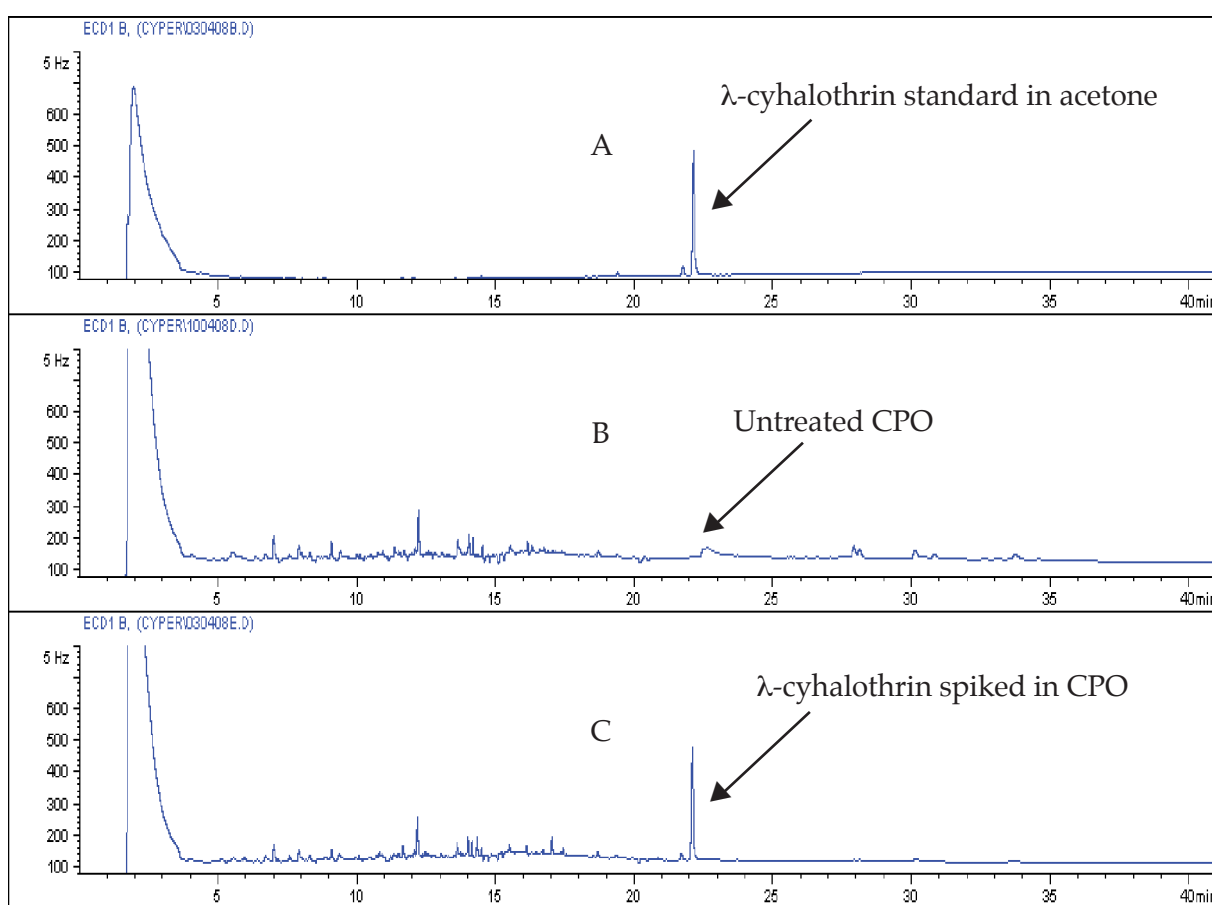 ECD1 B, (CYPER\030408B.D)
5 Hz
λ-cyhalothrin standard in acetone
600
A
500
400
300
200
100
5 10 15 20 25 30 35 40min
ECD1 B, (CYPER\100408D.D)
5 Hz
Untreated CPO
600
B
500
400
300
200
100
5 10 15 20 25 30 35 40min
ECD1 B, (CYPER\030408E.D)
5 Hz
λ-cyhalothrin spiked in CPO
600
C
500
400
300
200
100
5 10 15 20 25 30 35 40min